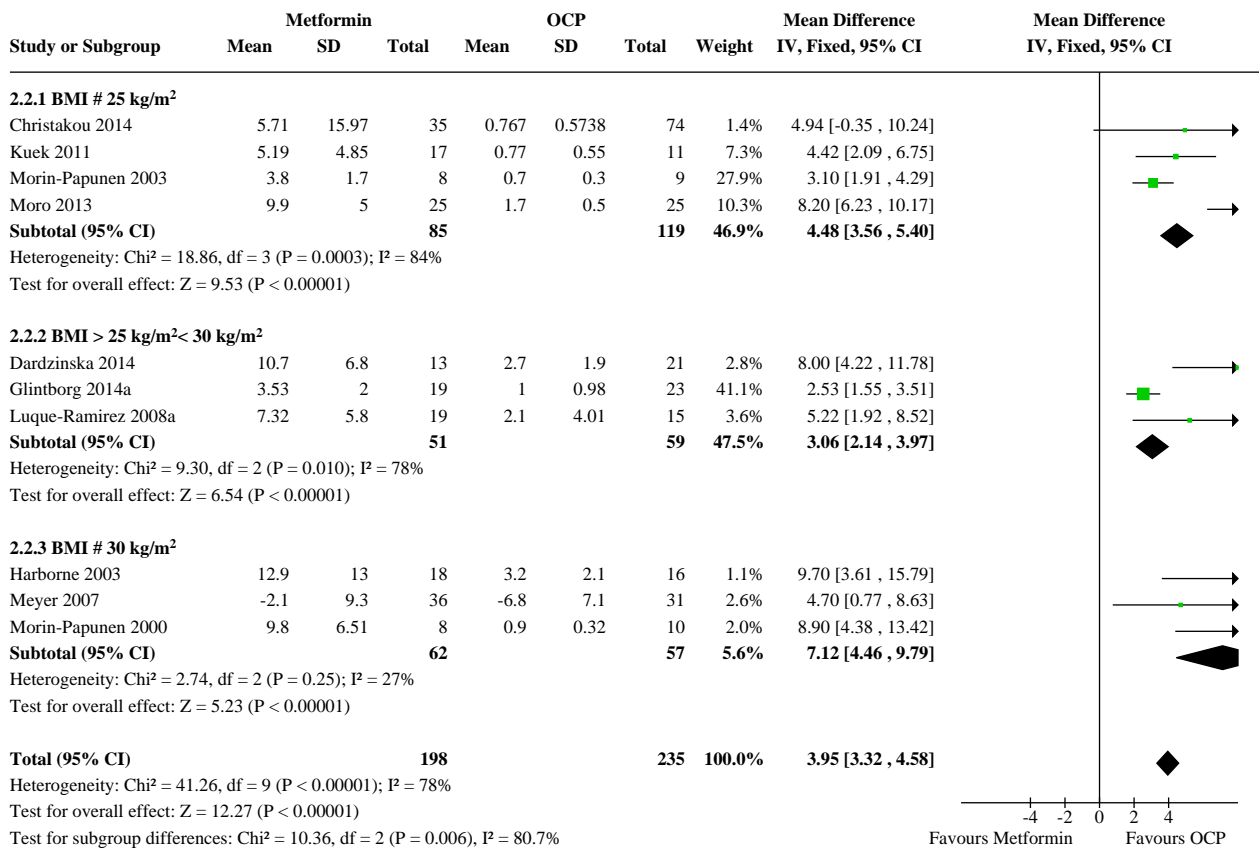 Metformin OCP Mean Difference Mean Difference
Study or Subgroup Mean SD Total Mean SD Total Weight IV, Fixed, 95% CI IV, Fixed, 95% CI
2.2.1 BMI # 25 kg/m²
Christakou 2014 5.71 15.97 35 0.767 0.5738 74 1.4% 4.94 [-0.35 , 10.24]
Kuek 2011 5.19 4.85 17 0.77 0.55 11 7.3% 4.42 [2.09 , 6.75]
Morin-Papunen 2003 3.8 1.7 8 0.7 0.3 9 27.9% 3.10 [1.91 , 4.29]
Moro 2013 9.9 5 25 1.7 0.5 25 10.3% 8.20 [6.23 , 10.17]
Subtotal (95% CI) 85 119 46.9% 4.48 [3.56 , 5.40]
Heterogeneity: Chi² = 18.86, df = 3 (P = 0.0003); I² = 84%
Test for overall effect: Z = 9.53 (P < 0.00001)
2.2.2 BMI > 25 kg/m²< 30 kg/m²
Dardzinska 2014 10.7 6.8 13 2.7 1.9 21 2.8% 8.00 [4.22 , 11.78]
Glintborg 2014a 3.53 2 19 1 0.98 23 41.1% 2.53 [1.55 , 3.51]
Luque-Ramirez 2008a 7.32 5.8 19 2.1 4.01 15 3.6% 5.22 [1.92 , 8.52]
Subtotal (95% CI) 51 59 47.5% 3.06 [2.14 , 3.97]
Heterogeneity: Chi² = 9.30, df = 2 (P = 0.010); I² = 78%
Test for overall effect: Z = 6.54 (P < 0.00001)
2.2.3 BMI # 30 kg/m²
Harborne 2003 12.9 13 18 3.2 2.1 16 1.1% 9.70 [3.61 , 15.79]
Meyer 2007 -2.1 9.3 36 -6.8 7.1 31 2.6% 4.70 [0.77 , 8.63]
Morin-Papunen 2000 9.8 6.51 8 0.9 0.32 10 2.0% 8.90 [4.38 , 13.42]
Subtotal (95% CI) 62 57 5.6% 7.12 [4.46 , 9.79]
Heterogeneity: Chi² = 2.74, df = 2 (P = 0.25); I² = 27%
Test for overall effect: Z = 5.23 (P < 0.00001)
Total (95% CI) 198 235 100.0% 3.95 [3.32 , 4.58]
Heterogeneity: Chi² = 41.26, df = 9 (P < 0.00001); I² = 78%
Test for overall effect: Z = 12.27 (P < 0.00001)
-4 -2 0 2 4
Test for subgroup differences: Chi² = 10.36, df = 2 (P = 0.006), I² = 80.7% Favours Metformin Favours OCP